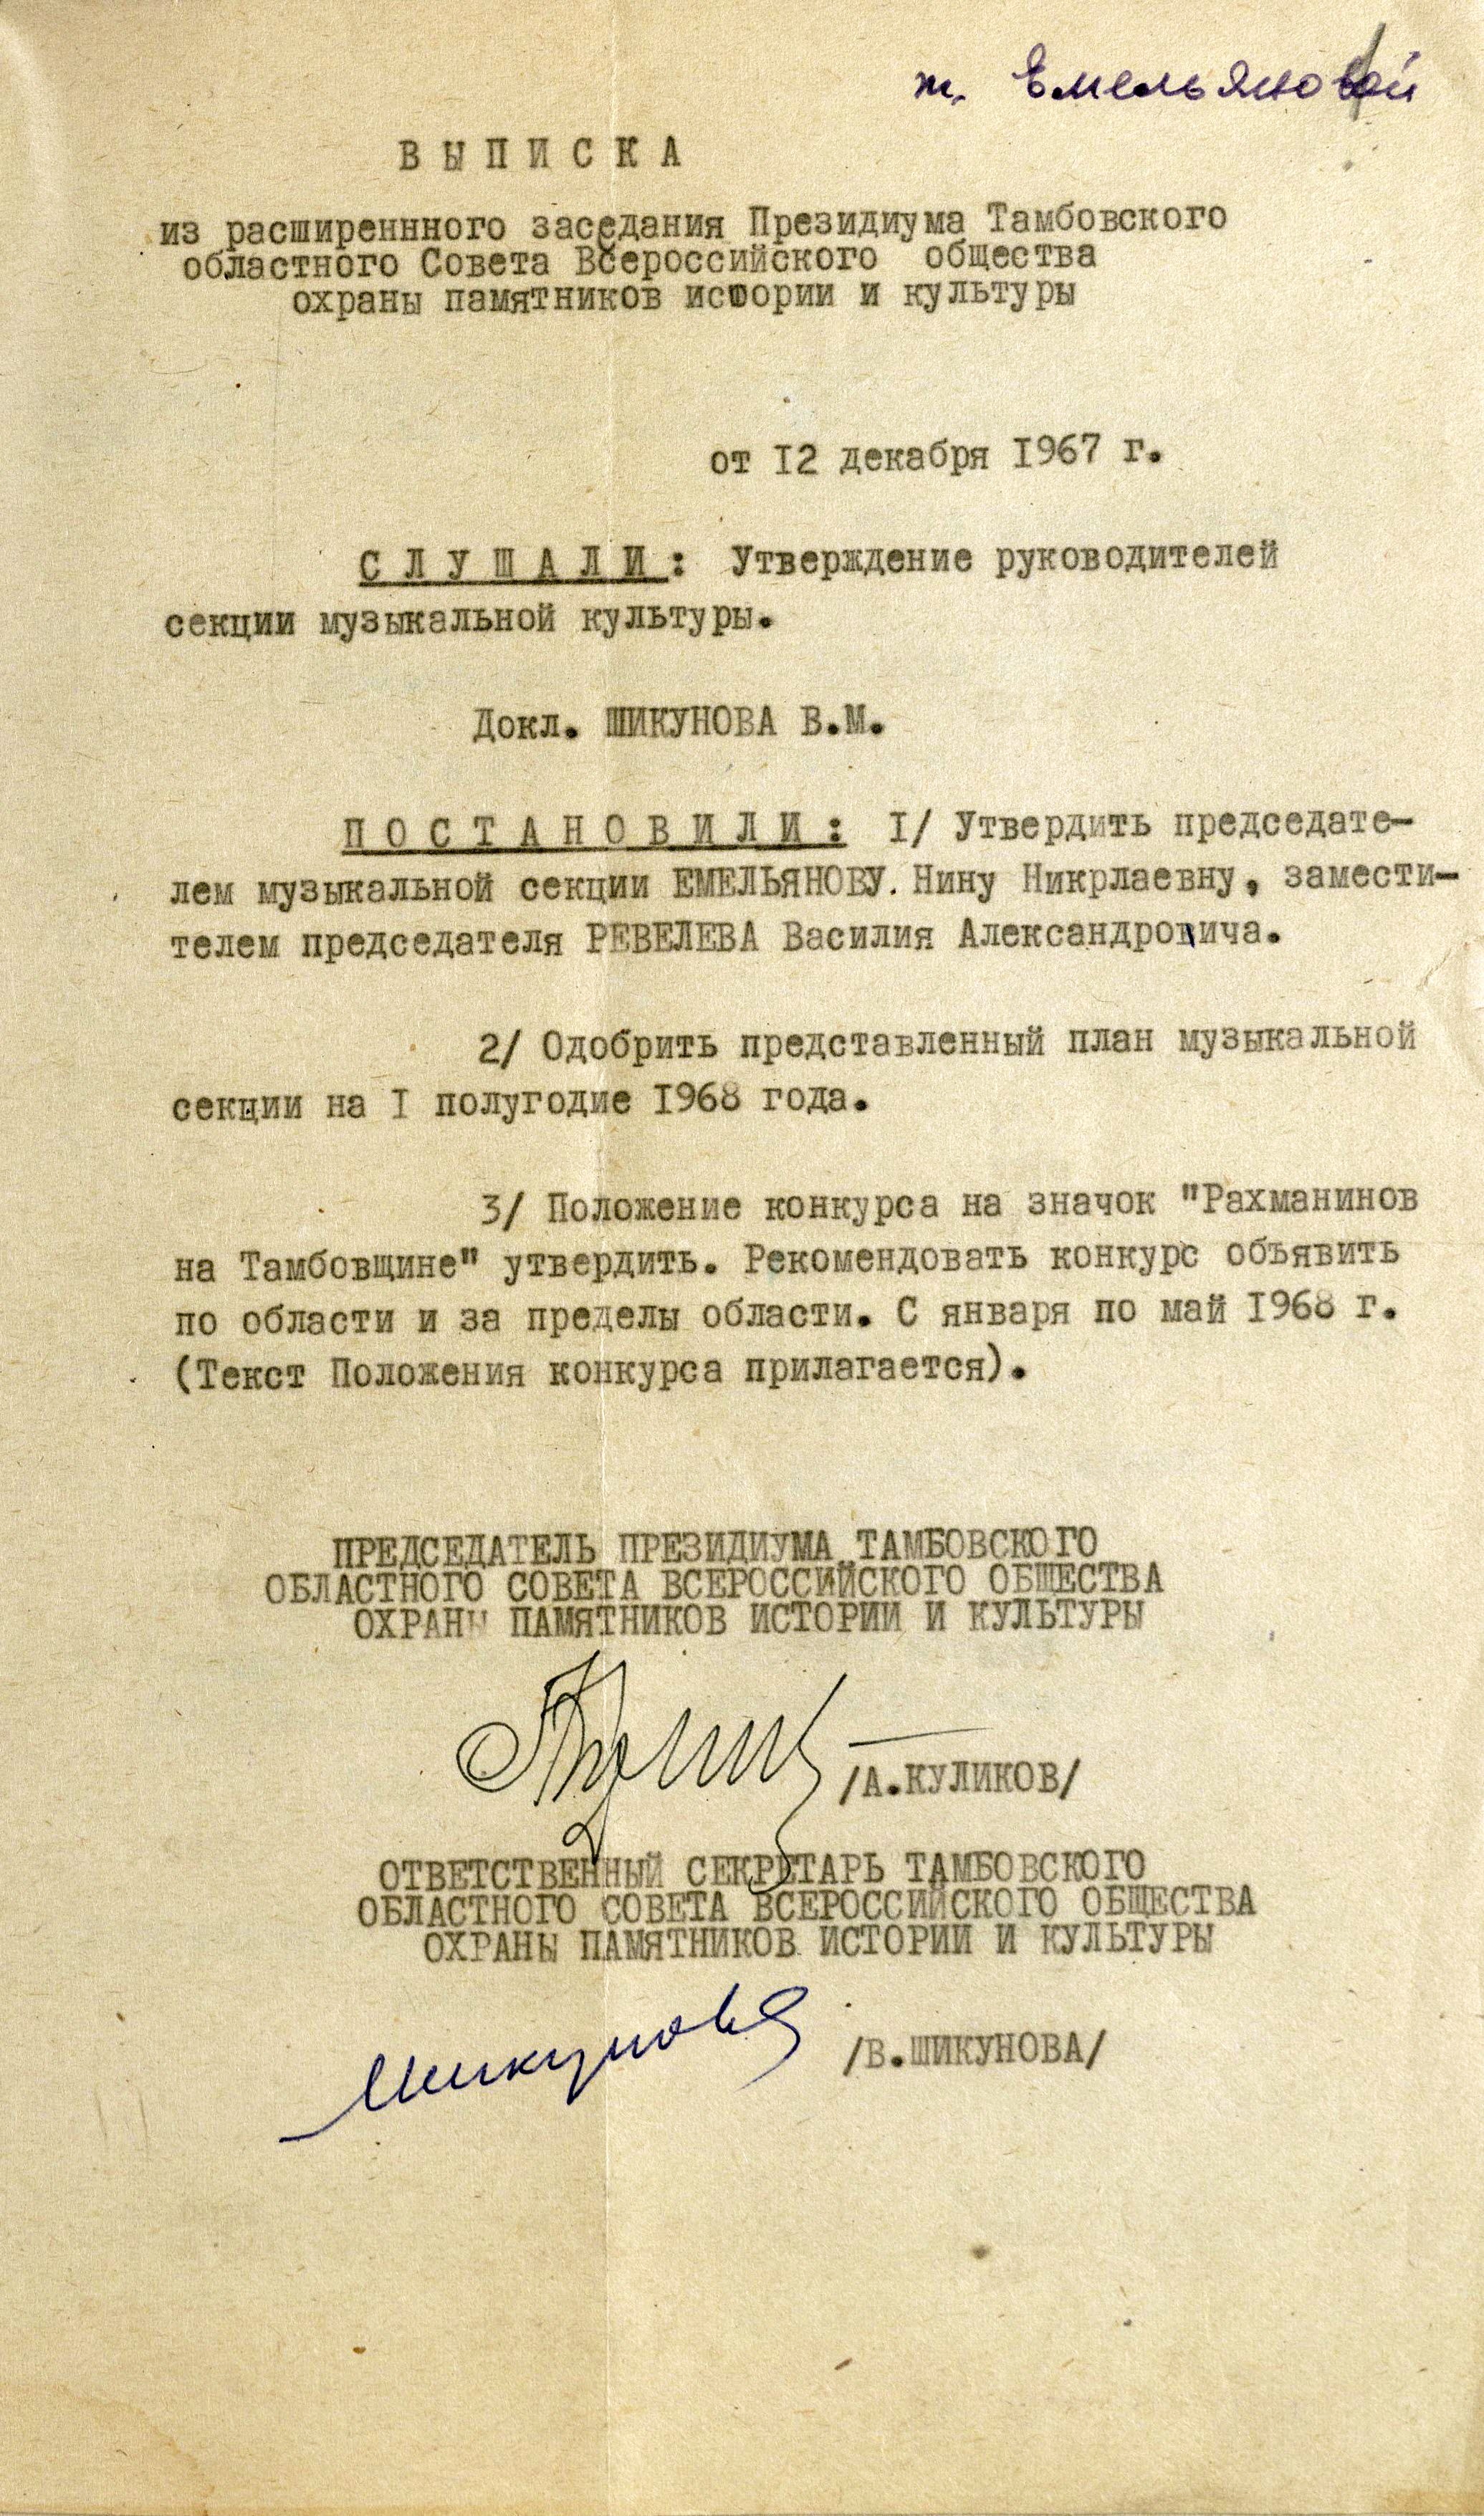 т. Емельяновой
ВЫПИСКА
из расширеннного заседания Президиума Тамбовского
областного Совета Всероссийского общества
охраны памятников истории и культуры
от I2 декабря I967 г.
СЛУШАЛИ: Утверждение руководителей
секции музыкальной культуры.
Докл. ШИКУНОВА В.М.
ПОСТАНОВИЛИ: I/ Утвердить председате-
лем музыкальной секции ЕМЕЛЬЯНОВУ. Нину Никрлаевну, замести-
телем председателя РЕВЕЛЕВА Василия Александровича.
2/ Одобрить представленный план музыкальной
секции на I полугодие I968 года.
3/ Положение конкурса на значок "Рахманинов
на Тамбовщине" утвердить. Рекомендовать конкурс объявить
по области и за пределы области. С января по май I968 г.
(Текст Положения конкурса прилагается).
ПРЕДСЕДАТЕЛЬ ПРЕЗИДИУМА ТАМБОВСКОГО
ОБЛАСТНОГО СОВЕТА ВСЕРОССИЙСКОГО ОБЩЕСТВА
ОХРАНЫ ПАМЯТНИКОВ ИСТОРИИ И КУЛЬТУРЫ
/А.КУЛИКОВ/
ОТВЕТСТВЕННЫЙ СЕКРЕТАРЬ ТАМБОВСКОГО
ОБЛАСТНОГО СОВЕТА ВСЕРОССИЙСКОГО ОБЩЕСТВА
ОХРАНЫ ПАМЯТНИКОВ ИСТОРИИ И КУЛЬТУРЫ
Шикунова /В.ШИКУНОВА/